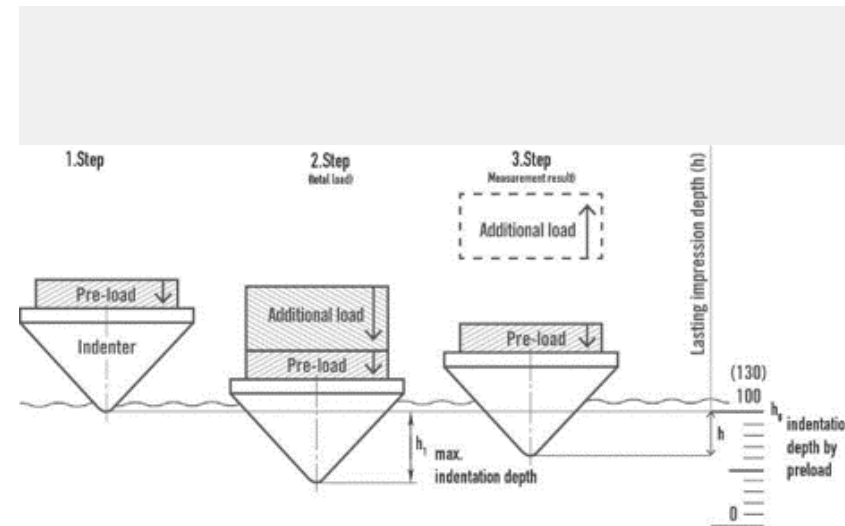 1.Step
2.Step
(total load)
3.Step
Measurement result)
Additional load
Lasting impression depth (h)
Pre-load
Indenter
Additional load
Pre-load
Pre-load
(130)
100
h₀ indentatio
depth by
preload
h
h₁ max.
indentation depth
0